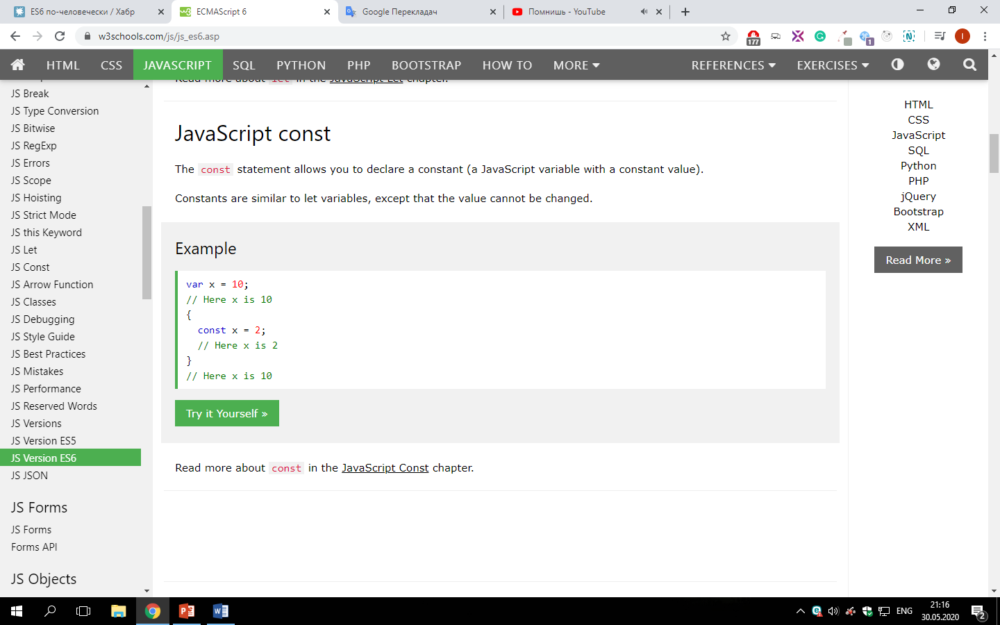 ES6 по-человечески / Хабр
ECMAScript 6
Google Перекладач
Помнишь - YouTube
w3schools.com/js/js_es6.asp
177
1
I
HTML
CSS
JAVASCRIPT
SQL
PYTHON
PHP
BOOTSTRAP
HOW TO
MORE
REFERENCES
EXERCISES
JS Break
JS Type Conversion
JS Bitwise
JS RegExp
JS Errors
JS Scope
JS Hoisting
JS Strict Mode
JS this Keyword
JS Let
JS Const
JS Arrow Function
JS Classes
JS Debugging
JS Style Guide
JS Best Practices
JS Mistakes
JS Performance
JS Reserved Words
JS Versions
JS Version ES5
JS Version ES6
JS JSON
JS Forms
JS Forms
Forms API
JS Objects
Read more about let in the JavaScript Let chapter.
JavaScript const
The const statement allows you to declare a constant (a JavaScript variable with a constant value).
Constants are similar to let variables, except that the value cannot be changed.
Example
var x = 10;
// Here x is 10
{
const x = 2;
// Here x is 2
}
// Here x is 10
Try it Yourself »
Read more about const in the JavaScript Const chapter.
HTML
CSS
JavaScript
SQL
Python
PHP
jQuery
Bootstrap
XML
Read More »
ENG
21:16
30.05.2020
2